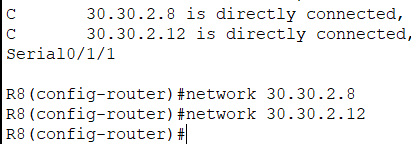 C 30.30.2.8 is directly connected,
C 30.30.2.12 is directly connected,
Serial0/1/1
R8(config-router)#network 30.30.2.8
R8(config-router)#network 30.30.2.12
R8(config-router)#